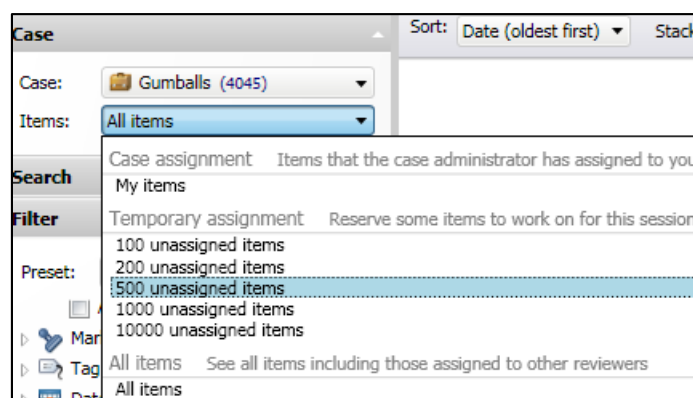 Case
Sort: Date (oldest first) Stack
Case: Gumballs (4045)
Items: All items
Case assignment Items that the case administrator has assigned to you
Search
My items
Filter
Temporary assignment Reserve some items to work on for this session
100 unassigned items
200 unassigned items
Preset:
500 unassigned items
1000 unassigned items
Mar
10000 unassigned items
Tag
All items See all items including those assigned to other reviewers
All items